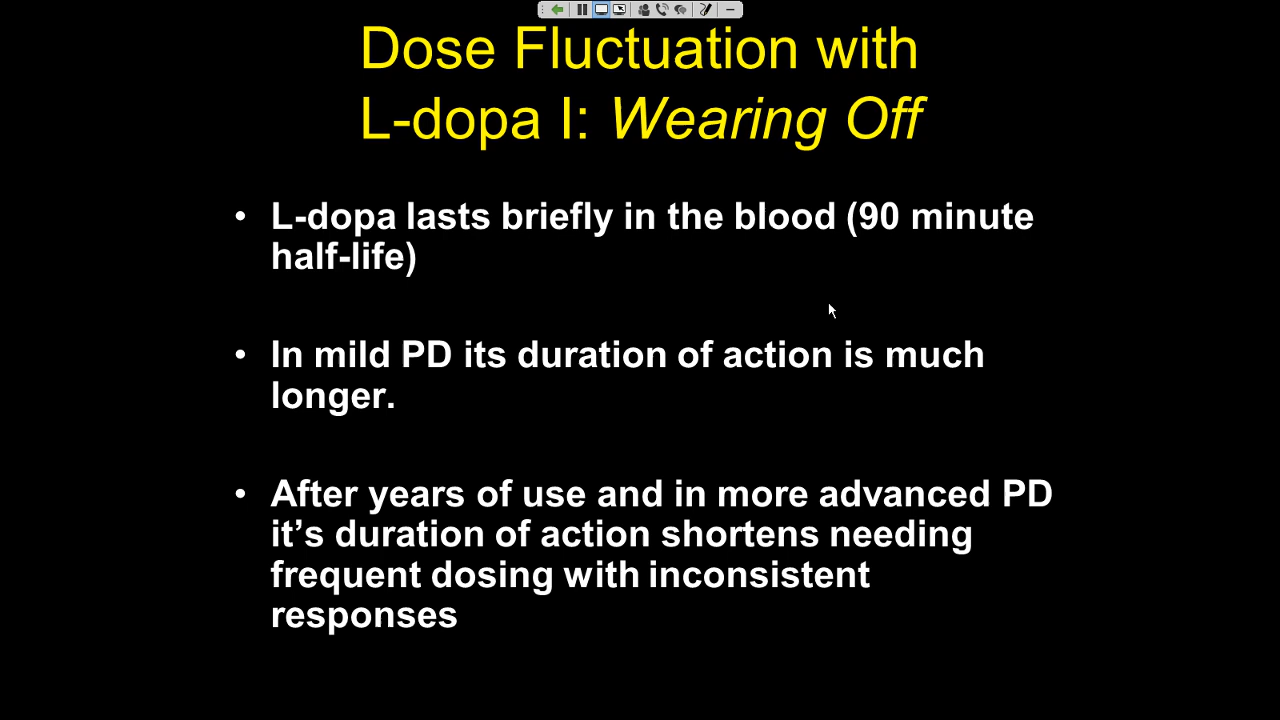 Dose Fluctuation with
L-dopa I: Wearing Off
• L-dopa lasts briefly in the blood (90 minute
half-life)
• In mild PD its duration of action is much
longer.
• After years of use and in more advanced PD
it’s duration of action shortens needing
frequent dosing with inconsistent
responses